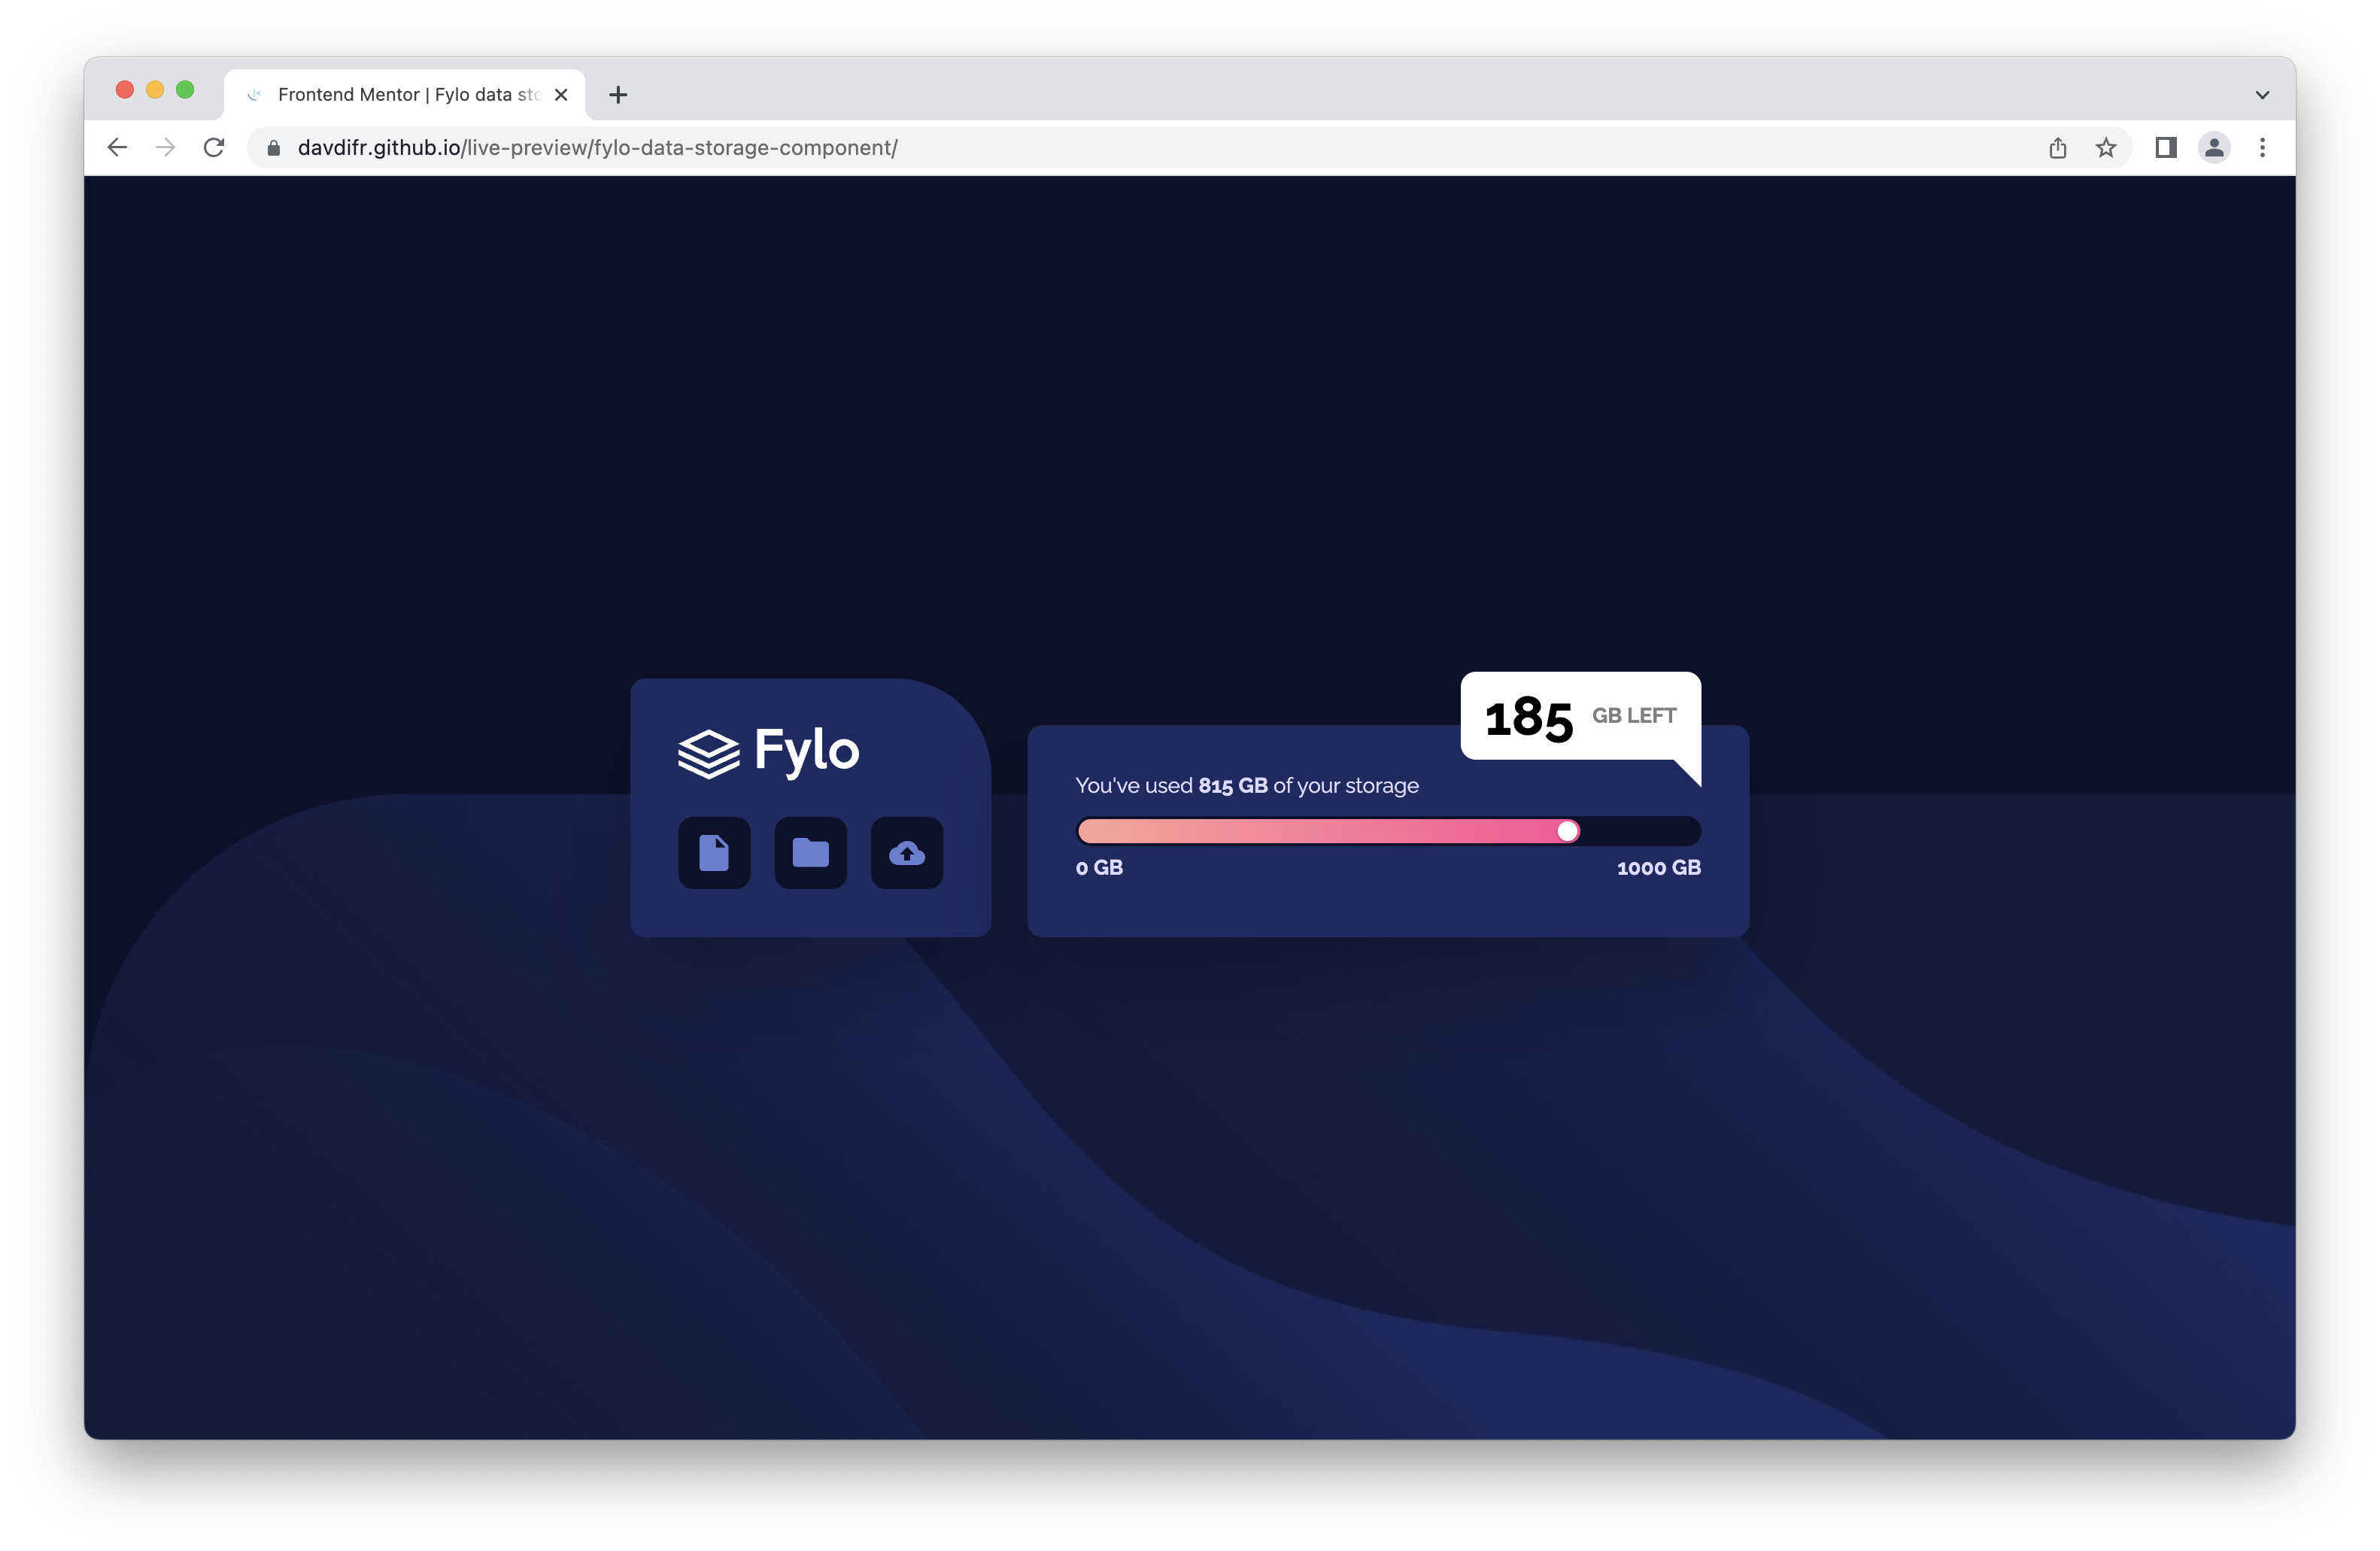 Frontend Mentor | Fylo data sto
davdifr.github.io/live-preview/fylo-data-storage-component/
Fylo
185 GB LEFT
You've used 815 GB of your storage
0 GB
1000 GB